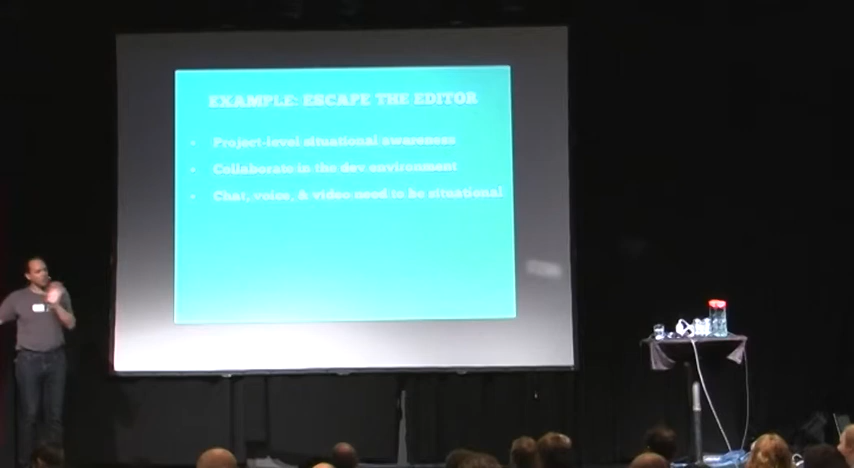 EXAMPLE: ESCAPE THE EDITOR
• Project-level situational awareness
• Collaborate in the dev environment
• Chat, voice, & video need to be situational